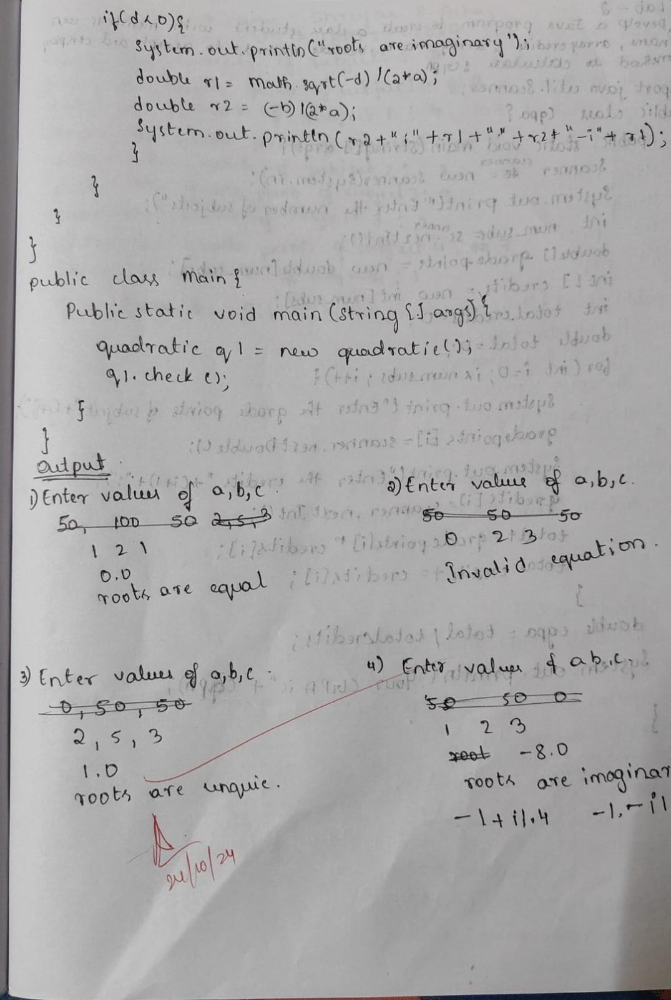 if(d<0){
System.out.println("roots are imaginary");
double r1 = math.sqrt(-d)/(2*a);
double r2 = (-b)/(2*a);
System.out.println(r2+"i"+r1+"," +r2+"-i"+r1);
}
}
}
}
public class main{
Public static void main(string [] args){
quadratic q1 = new quadratic();
q1.check();
}
}
output
1) Enter values of a,b,c.
50, 100 50 2,5,3
1 2 1
0.0
roots are equal
2) Enter value of a,b,c.
50 50 50
0 2 3
Invalid equation.
3) Enter values of a,b,c.
0, 50, 50
2, 5, 3
1.0
roots are unquie.
4) Enter values of a b,c.
50 50 0
1 2 3
root -8.0
roots are imaginar
-1+i1.4 -1.-i1
24/10/24